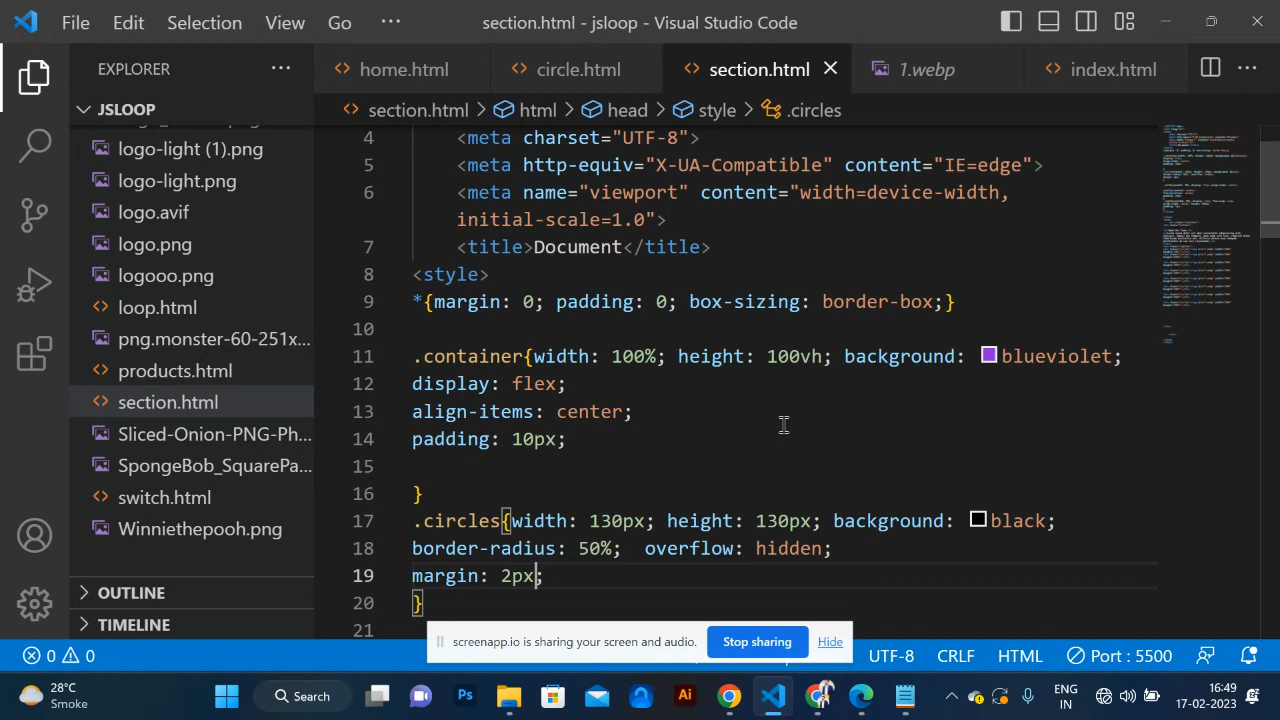 File Edit Selection View Go ··· section.html - jsloop - Visual Studio Code
EXPLORER ···
home.html circle.html section.html 1.webp index.html ···
JSLOOP
section.html > html > head > style > .circles
logo-light (1).png
logo-light.png
logo.avif
logo.png
logooo.png
loop.html
png.monster-60-251x...
products.html
section.html
Sliced-Onion-PNG-Ph...
SpongeBob_SquarePa...
switch.html
Winniethepooh.png
OUTLINE
TIMELINE
4 <meta charset="UTF-8">
5 <meta http-equiv="X-UA-Compatible" content="IE=edge">
6 <meta name="viewport" content="width=device-width,
initial-scale=1.0">
7 <title>Document</title>
8 <style>
9 *{margin: 0; padding: 0; box-sizing: border-box;}
10
11 .container{width: 100%; height: 100vh; background: blueviolet;
12 display: flex;
13 align-items: center;
14 padding: 10px;
15
16 }
17 .circles{width: 130px; height: 130px; background: black;
18 border-radius: 50%;  overflow: hidden;
19 margin: 2px;
20 }
21
screenapp.io is sharing your screen and audio. Stop sharing Hide
0 0 UTF-8 CRLF HTML Port : 5500
28°C
Smoke
Search
Ps
Ai
ENG
IN
16:49
17-02-2023